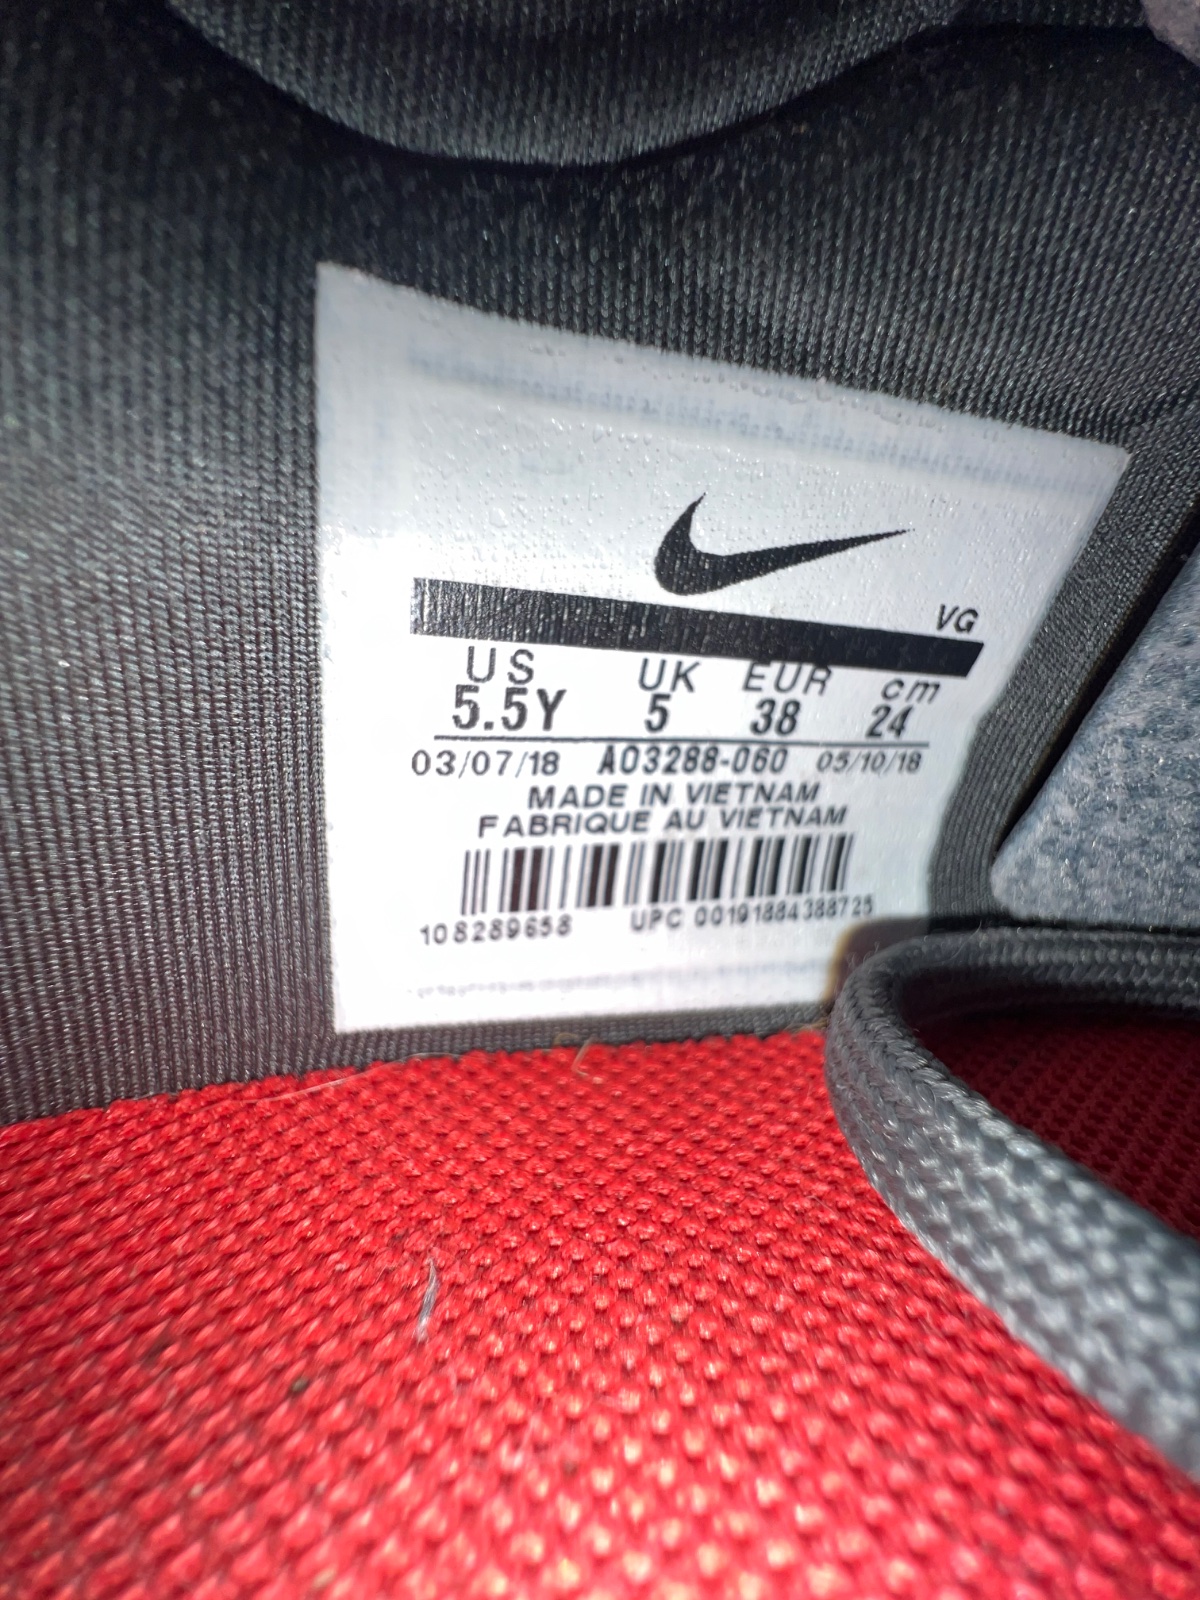 VG
US UK EUR cm
5.5Y 5 38 24
03/07/18 AO3288-060 05/10/18
MADE IN VIETNAM
FABRIQUE AU VIETNAM
108289658 UPC 00191884388725